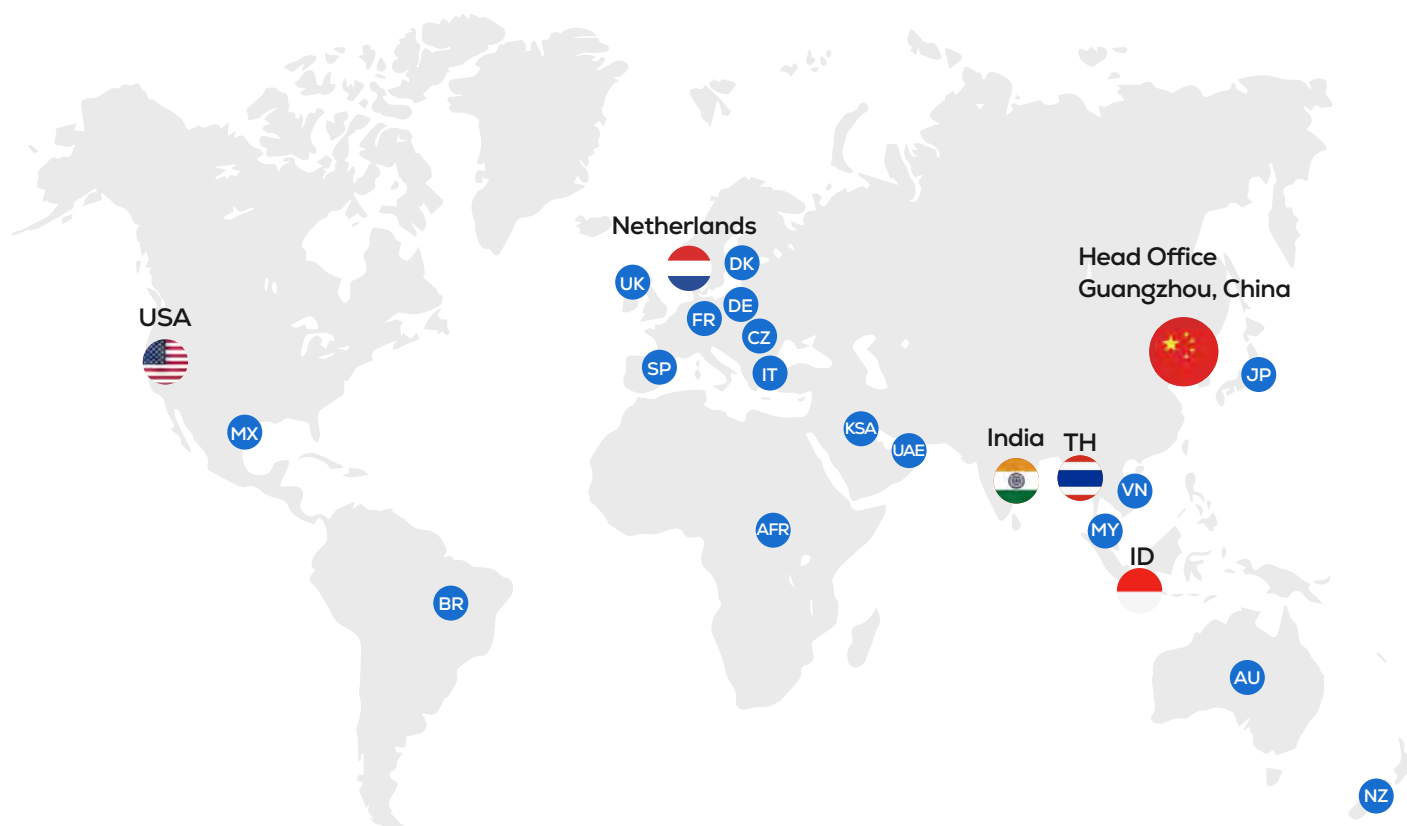 Netherlands
DK
UK
Head Office
Guangzhou, China
DE
USA
FR
CZ
SP
IT
JP
MX
KSA
UAE
India
TH
VN
AFR
MY
ID
BR
AU
NZ